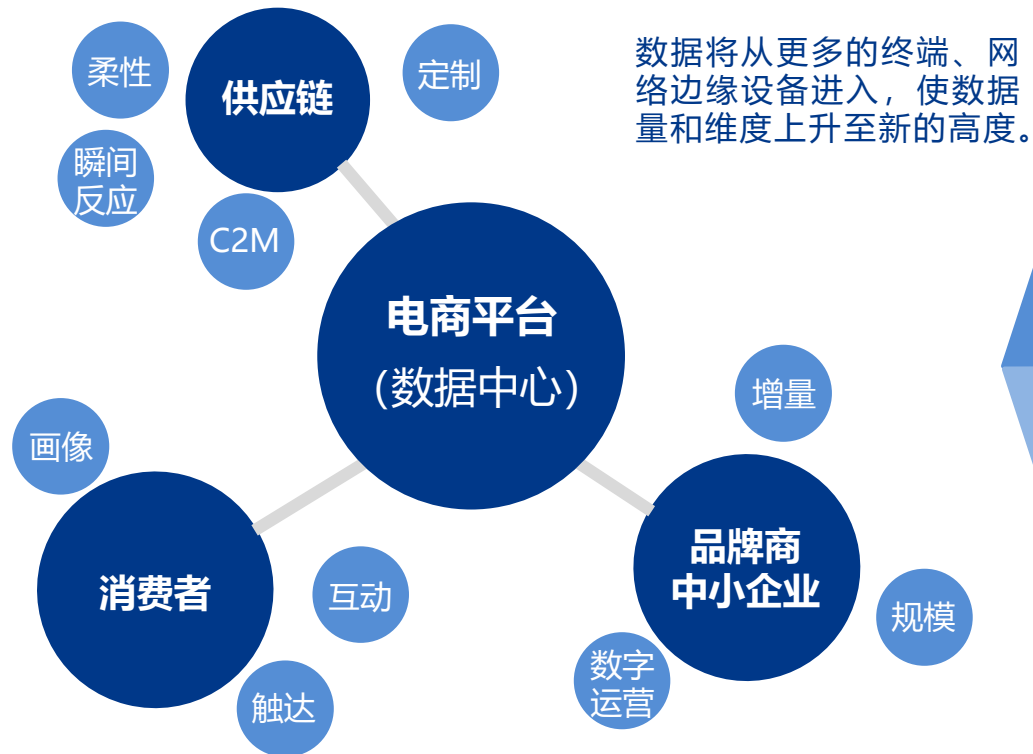 数据将从更多的终端、网
络边缘设备进入，使数据
量和维度上升至新的高度。
柔性
供应链
定制
瞬间
反应
C2M
电商平台
（数据中心）
增量
画像
消费者
互动
触达
品牌商
中小企业
规模
数字
运营